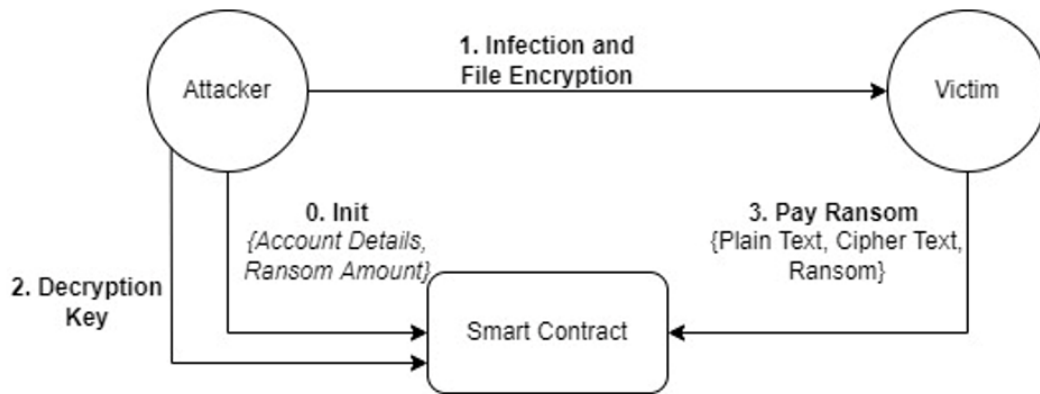 Attacker
1. Infection and
File Encryption
Victim
0. Init
{Account Details,
Ransom Amount}
3. Pay Ransom
{Plain Text, Cipher Text,
Ransom}
2. Decryption
Key
Smart Contract